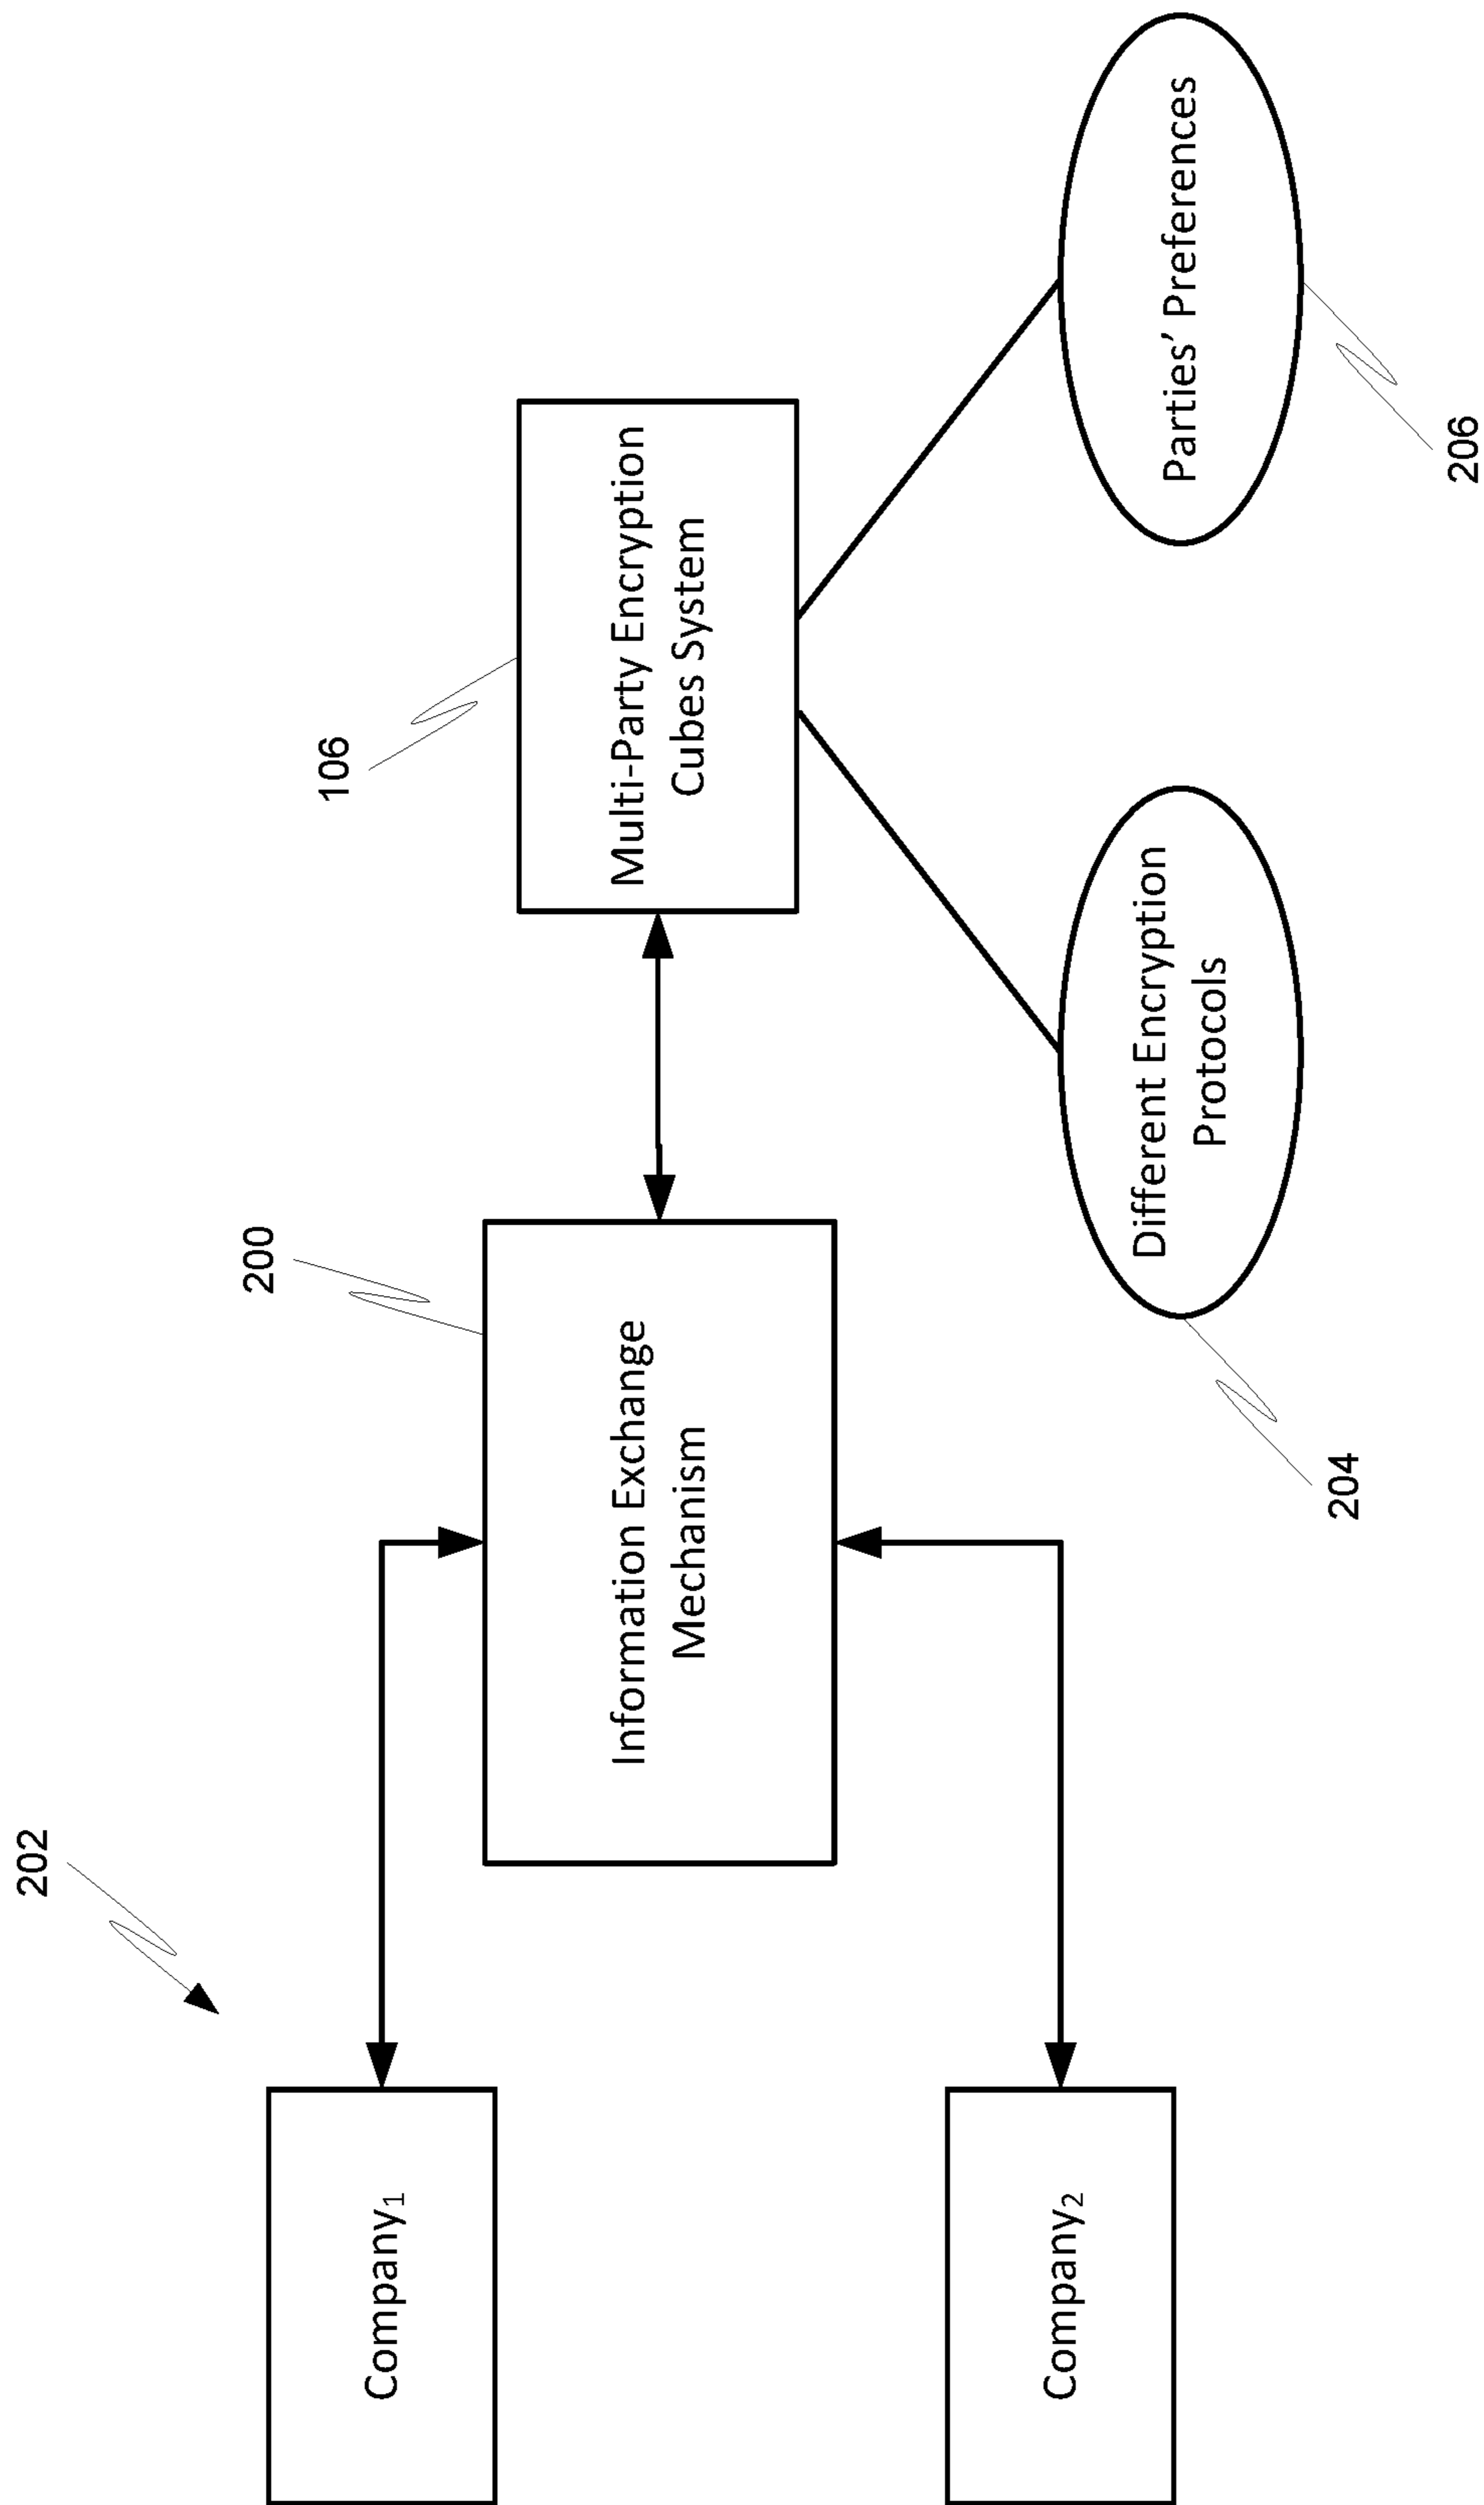 202
Company₁
Company₂
200
Information Exchange
Mechanism
106
Multi-Party Encryption
Cubes System
Different Encryption
Protocols
204
Parties’ Preferences
206